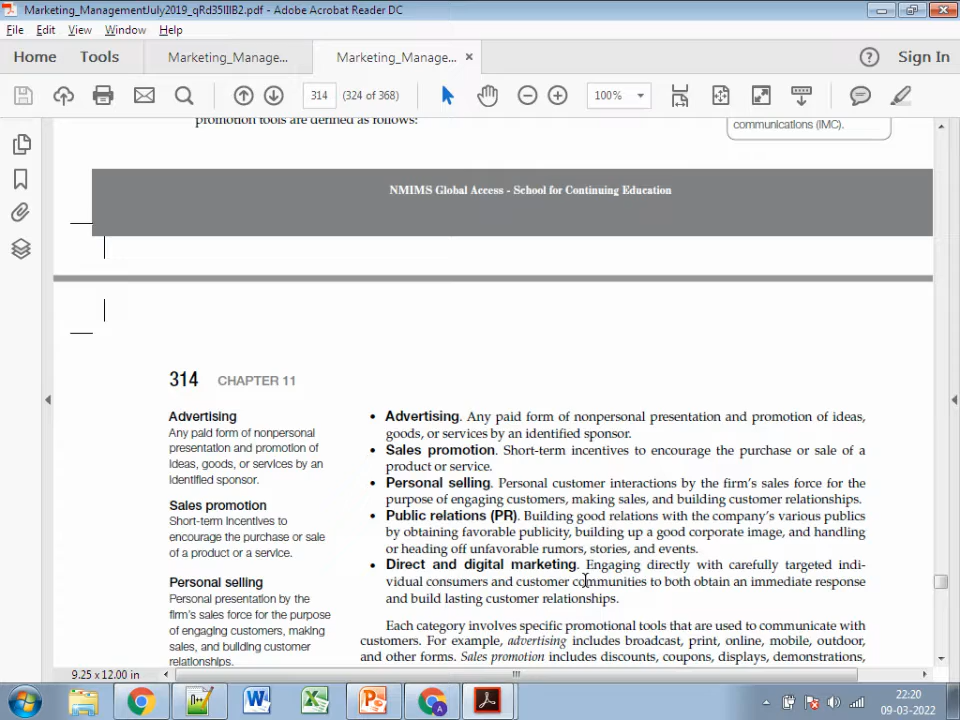 Marketing_ManagementJuly2019_qRd35IIIB2.pdf - Adobe Acrobat Reader DC
File Edit View Window Help
Home Tools Marketing_Manage... Marketing_Manage... × Sign In
314 (324 of 368) 100%
promotion tools are defined as follows:
communications (IMC).
NMIMS Global Access - School for Continuing Education
314 CHAPTER 11
Advertising
Any paid form of nonpersonal
presentation and promotion of
ideas, goods, or services by an
identified sponsor.
Sales promotion
Short-term incentives to
encourage the purchase or sale
of a product or a service.
Personal selling
Personal presentation by the
firm's sales force for the purpose
of engaging customers, making
sales, and building customer
relationships.
• Advertising. Any paid form of nonpersonal presentation and promotion of ideas,
goods, or services by an identified sponsor.
• Sales promotion. Short-term incentives to encourage the purchase or sale of a
product or service.
• Personal selling. Personal customer interactions by the firm's sales force for the
purpose of engaging customers, making sales, and building customer relationships.
• Public relations (PR). Building good relations with the company's various publics
by obtaining favorable publicity, building up a good corporate image, and handling
or heading off unfavorable rumors, stories, and events.
• Direct and digital marketing. Engaging directly with carefully targeted indi-
vidual consumers and customer communities to both obtain an immediate response
and build lasting customer relationships.
Each category involves specific promotional tools that are used to communicate with
customers. For example, advertising includes broadcast, print, online, mobile, outdoor,
and other forms. Sales promotion includes discounts, coupons, displays, demonstrations,
9.25 x 12.00 in
22:20
09-03-2022